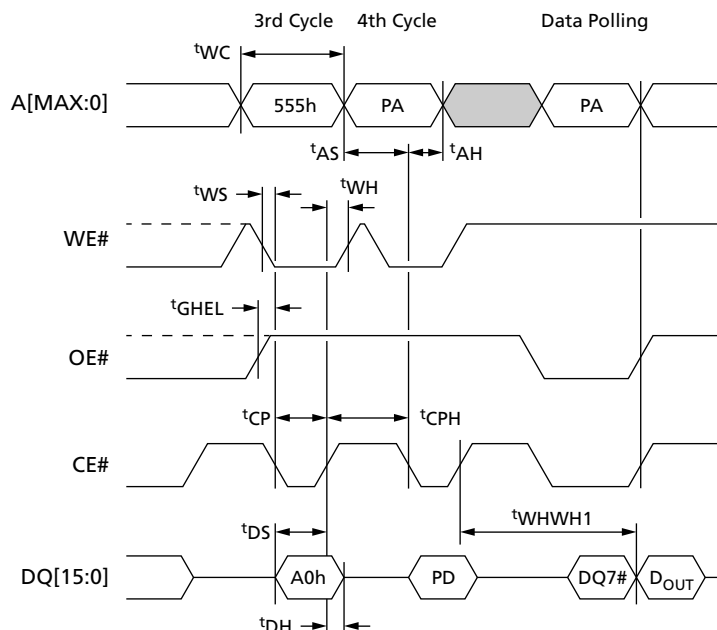 3rd Cycle 4th Cycle Data Polling
tWC
A[MAX:0] 555h PA PA
tAS tAH
tWS tWH
WE#
tGHEL
OE#
tCP tCPH
CE#
tWHWH1
tDS
DQ[15:0] A0h PD DQ7# DOUT
tDH